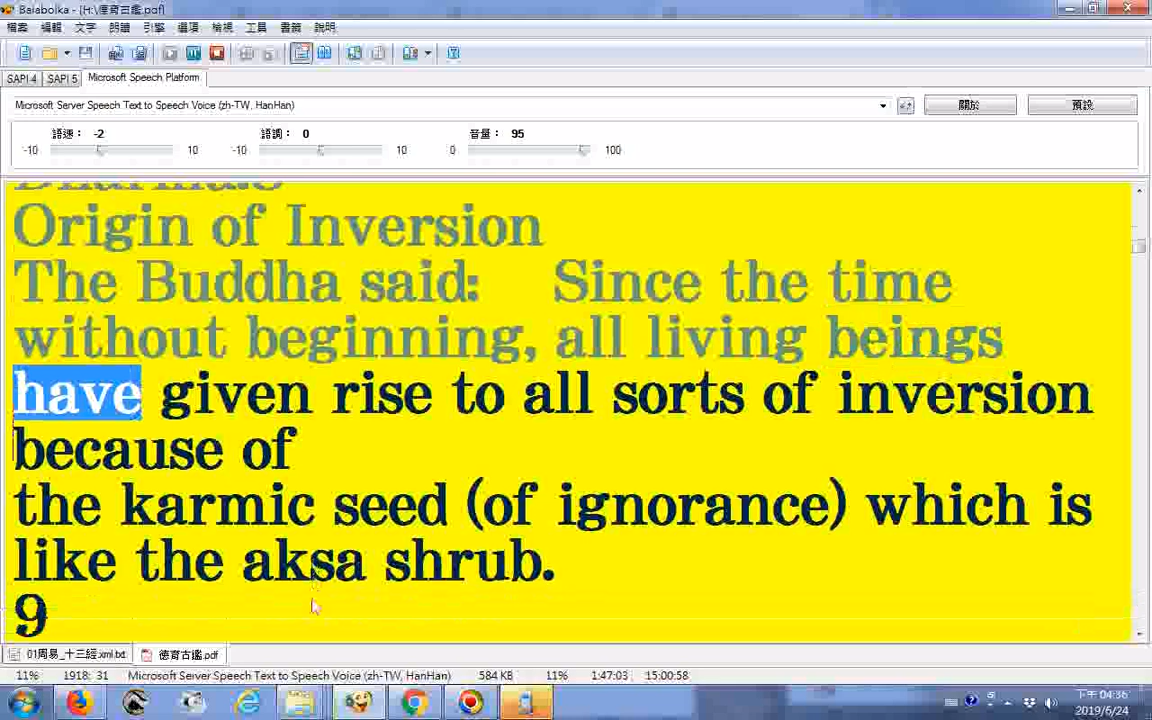 Balabolka - [H:\德育古鑑.pdf]
檔案 編輯 文字 朗讀 引擎 選項 檢視 工具 書籤 說明
SAPI 4 SAPI 5 Microsoft Speech Platform
Microsoft Server Speech Text to Speech Voice (zh-TW, HanHan) 關於 預設
語速： -2 語調： 0 音量： 95
-10 10 -10 10 0 100
Origin of Inversion
The Buddha said: Since the time
without beginning, all living beings
have given rise to all sorts of inversion
because of
the karmic seed (of ignorance) which is
like the aksa shrub.
9
01周易_十三經.xml.txt 德育古鑑.pdf
11% 1918: 31 Microsoft Server Speech Text to Speech Voice (zh-TW, HanHan) 584 KB 11% 1:47:03 15:00:58
下午 04:36
2019/6/24